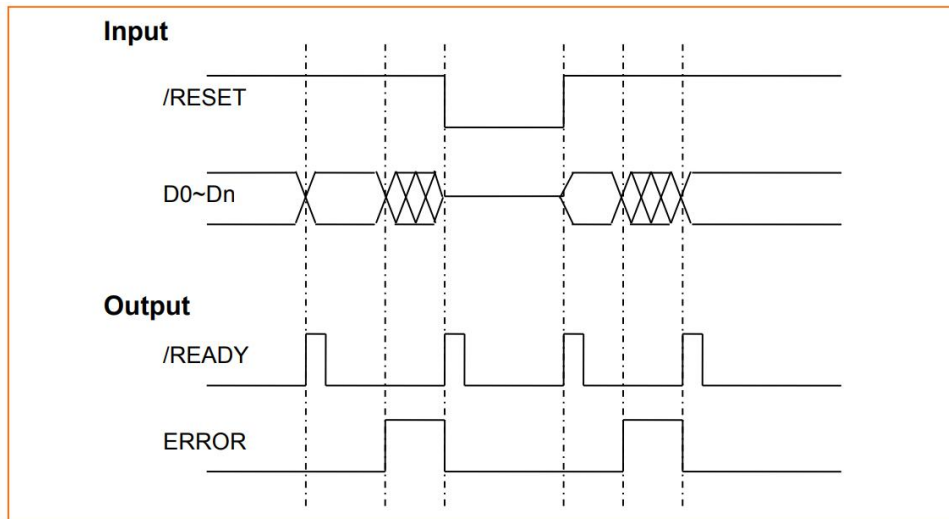 Input
/RESET
D0~Dn
Output
/READY
ERROR